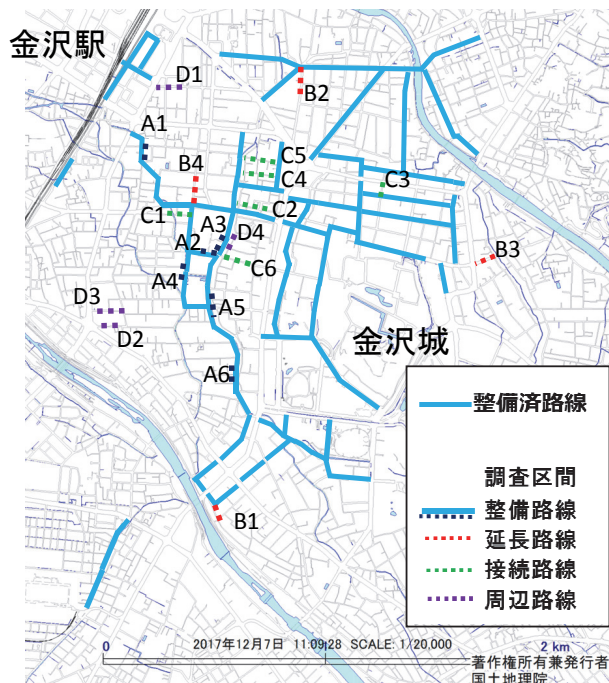 金沢駅
D1
B2
A1
C5
B4
C4
C3
C1
C2
A3
D4
A2
B3
C6
A4
D3
A5
D2
金沢城
A6
整備済路線
調査区間
整備路線
延長路線
接続路線
周辺路線
B1
2017年12月7日 11:09:28 SCALE: 1/20,000
0
2 km
著作権所有兼発行者
国土地理院